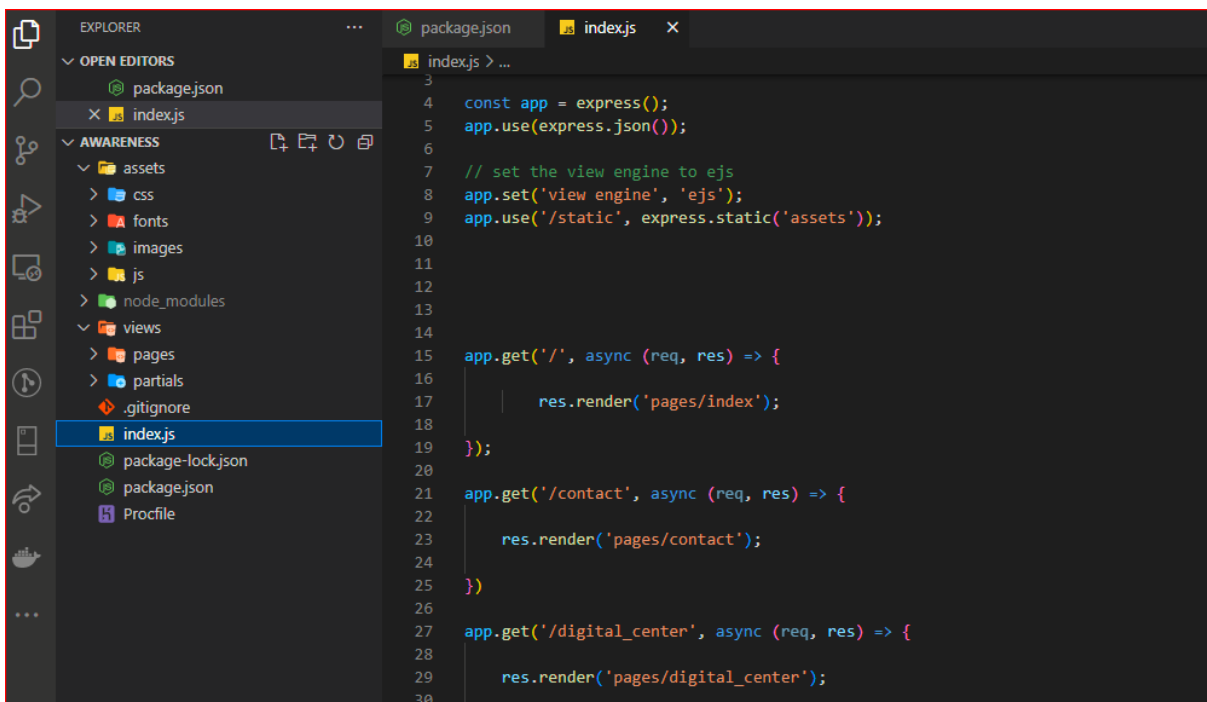 EXPLORER ...
OPEN EDITORS
package.json
index.js
AWARENESS
assets
css
fonts
images
js
node_modules
views
pages
partials
.gitignore
index.js
package-lock.json
package.json
Procfile
package.json index.js
index.js > ...
3
4 const app = express();
5 app.use(express.json());
6
7 // set the view engine to ejs
8 app.set('view engine', 'ejs');
9 app.use('/static', express.static('assets'));
10
11
12
13
14
15 app.get('/', async (req, res) => {
16
17 res.render('pages/index');
18
19 });
20
21 app.get('/contact', async (req, res) => {
22
23 res.render('pages/contact');
24
25 })
26
27 app.get('/digital_center', async (req, res) => {
28
29 res.render('pages/digital_center');
30